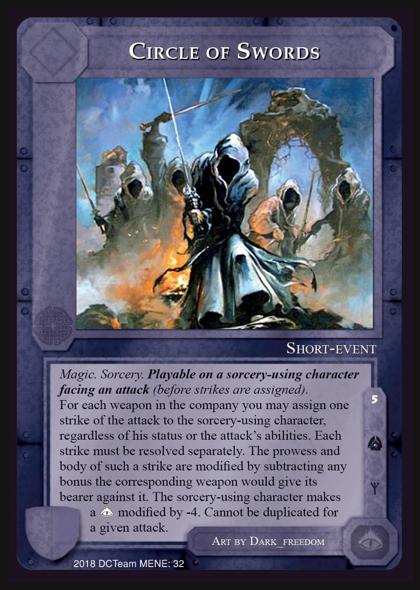 CIRCLE OF SWORDS
SHORT-EVENT
Magic. Sorcery. Playable on a sorcery-using character
facing an attack (before strikes are assigned).
For each weapon in the company you may assign one
strike of the attack to the sorcery-using character,
regardless of his status or the attack's abilities. Each
strike must be resolved separately. The prowess and
body of such a strike are modified by subtracting any
bonus the corresponding weapon would give its
bearer against it. The sorcery-using character makes
a modified by -4. Cannot be duplicated for
a given attack.
5
ART BY DARK_FREEDOM
2018 DCTeam MENE: 32